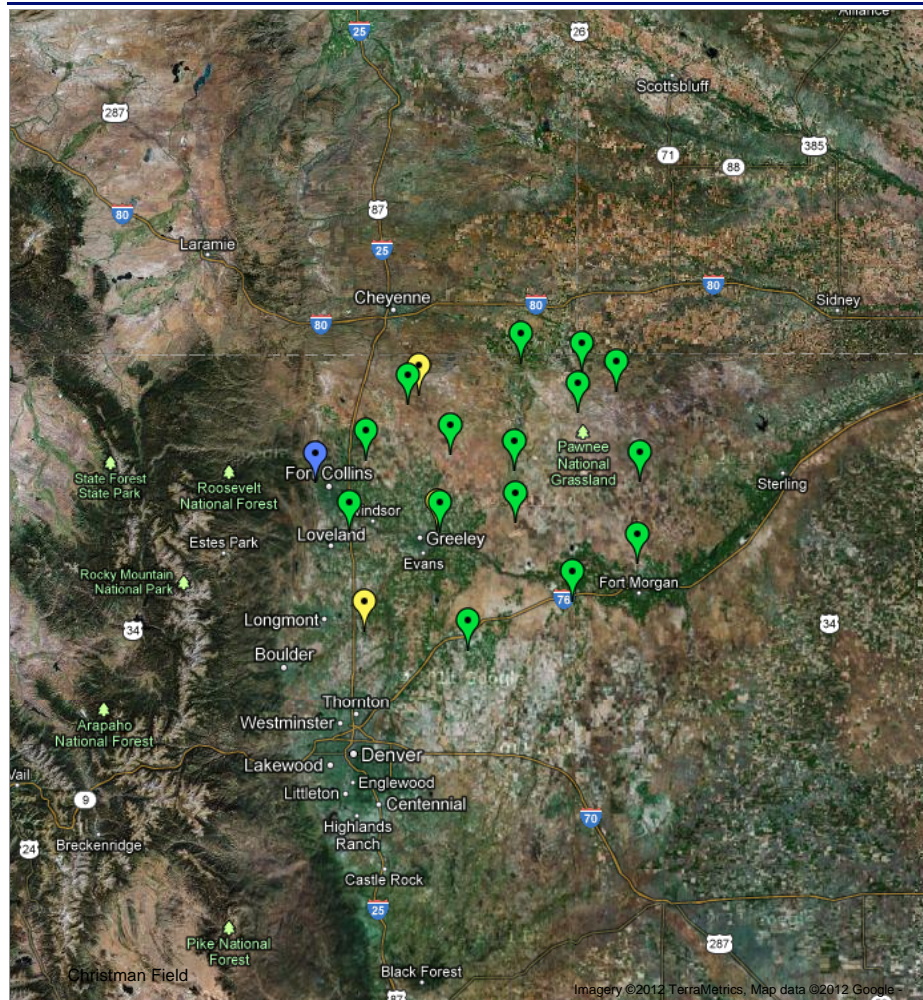 Alliance
25
26
Scottsbluff
287
385
71
88
80
87
Laramie
25
80
Cheyenne
80
Sidney
80
Pawnee
National
Grassland
Fort Collins
State Forest
State Park
Roosevelt
National Forest
Sterling
Windsor
Loveland
Greeley
Estes Park
Evans
Rocky Mountain
National Park
Fort Morgan
76
Longmont
34
34
Boulder
Thornton
Arapaho
National Forest
Westminster
Denver
Lakewood
Vail
Englewood
9
Littleton
Centennial
70
Highlands
Ranch
24
Breckenridge
Castle Rock
25
Pike National
Forest
287
Christman Field
Black Forest
Imagery ©2012 TerraMetrics, Map data ©2012 Google -
87